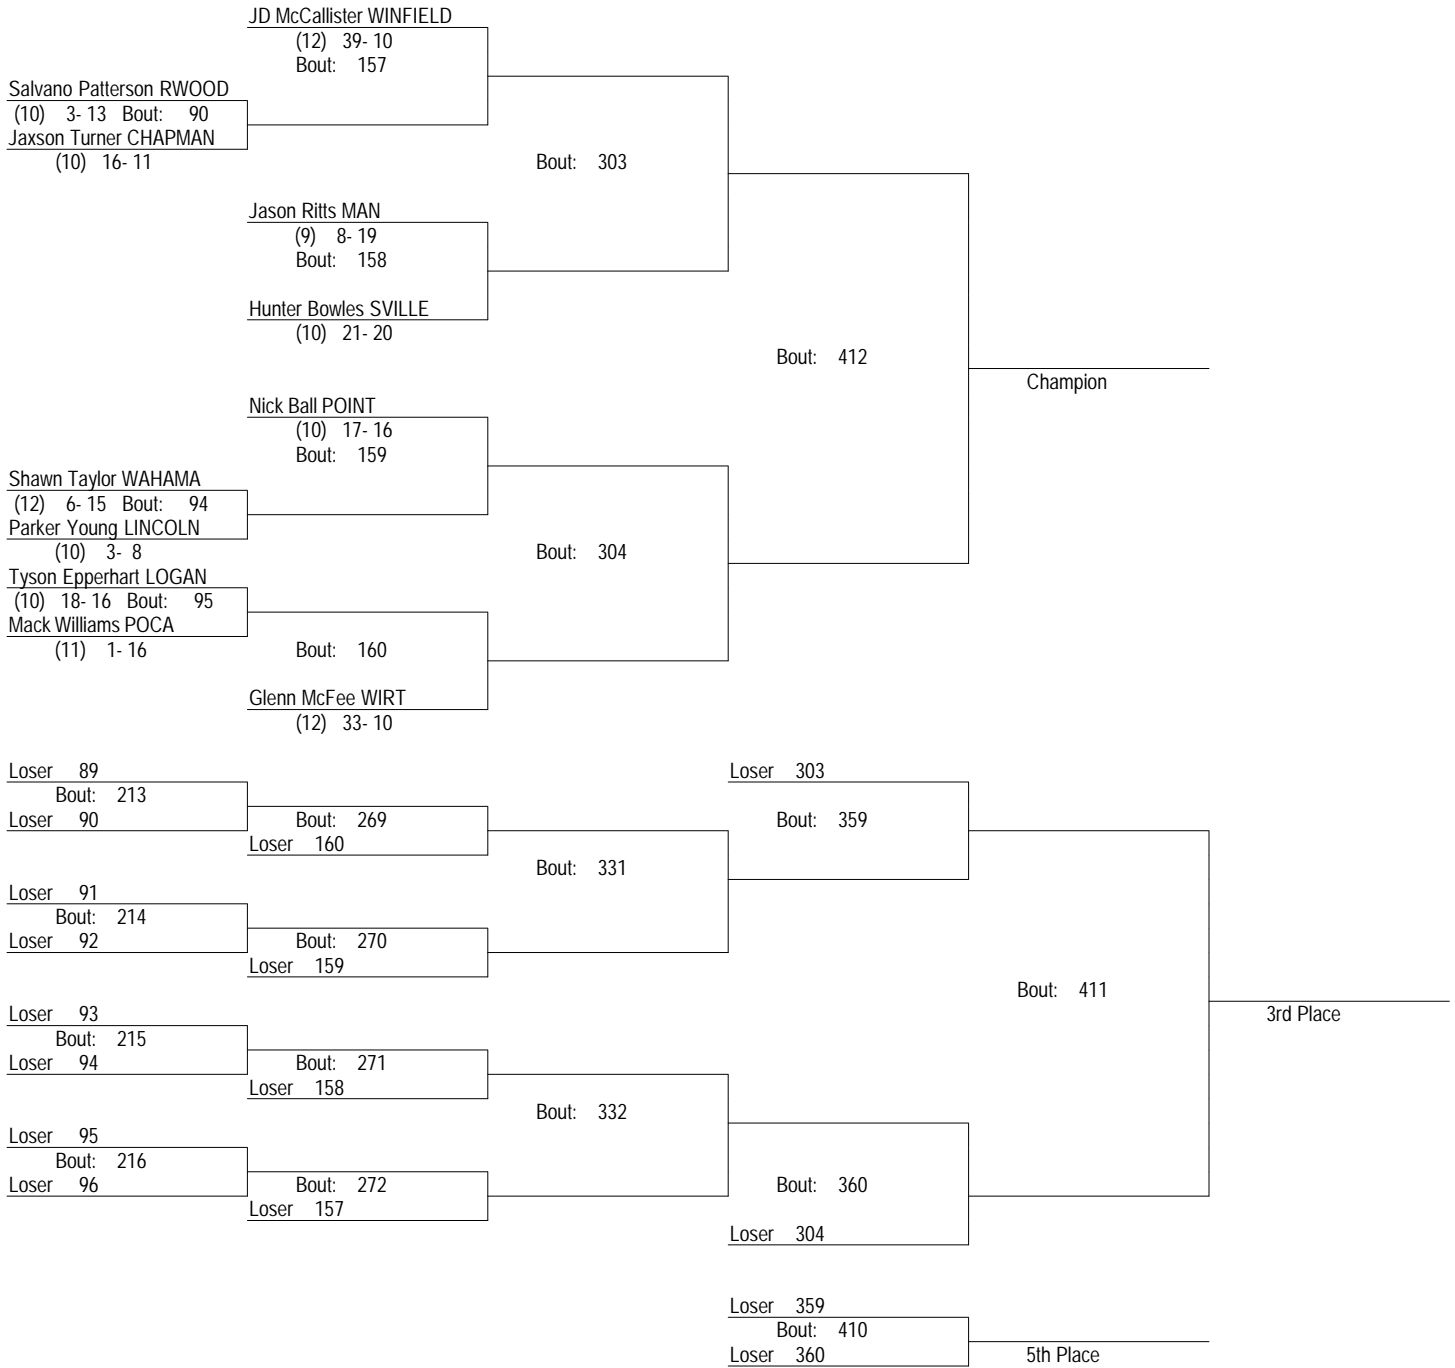 JD McCallister WINFIELD
(12) 39- 10
Bout: 157
Salvano Patterson RWOOD
(10) 3- 13 Bout: 90
Jaxson Turner CHAPMAN
(10) 16- 11
Bout: 303
Jason Ritts MAN
(9) 8- 19
Bout: 158
Hunter Bowles SVILLE
(10) 21- 20
Bout: 412
Champion
Nick Ball POINT
(10) 17- 16
Bout: 159
Shawn Taylor WAHAMA
(12) 6- 15 Bout: 94
Parker Young LINCOLN
(10) 3- 8
Bout: 304
Tyson Epperhart LOGAN
(10) 18- 16 Bout: 95
Mack Williams POCA
(11) 1- 16
Bout: 160
Glenn McFee WIRT
(12) 33- 10
Loser 89
Bout: 213
Loser 90
Bout: 269
Loser 160
Bout: 331
Loser 303
Bout: 359
Loser 91
Bout: 214
Loser 92
Bout: 270
Loser 159
Bout: 411
3rd Place
Loser 93
Bout: 215
Loser 94
Bout: 271
Loser 158
Bout: 332
Loser 95
Bout: 216
Loser 96
Bout: 272
Loser 157
Bout: 360
Loser 304
Loser 359
Bout: 410
Loser 360
5th Place